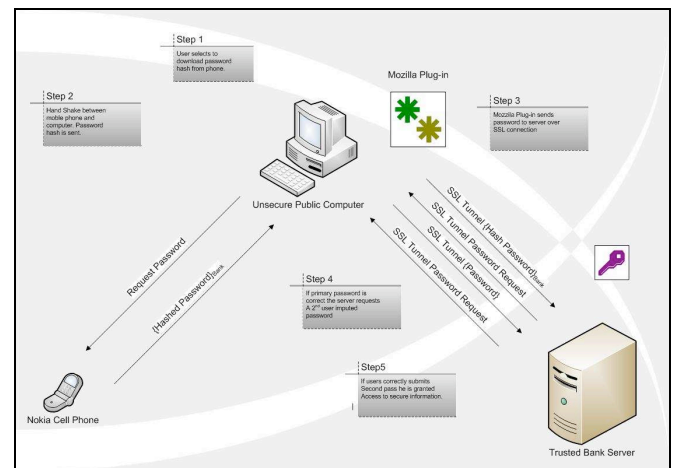 Step 1
User selects to
download password
hash from phone.
Mozilla Plug-in
Step 2
Hand Shake between
moble phone and
computer. Password
hash is sent.
Step 3
Mozzila Plug-in sends
password to server over
SSL connection
Unsecure Public Computer
Request Password
{Hashed Password}Bank
SSL Tunnel {Hash Password}Bank
SSL Tunnel Password Request
SSL Tunnel {Password}
SSL Tunnel Password Request
Step 4
If primary password is
correct the server requests
A 2nd user imputed
password
Step5
If users correctly submits
Second pass he is granted
Access to secure information.
Nokia Cell Phone
Trusted Bank Server